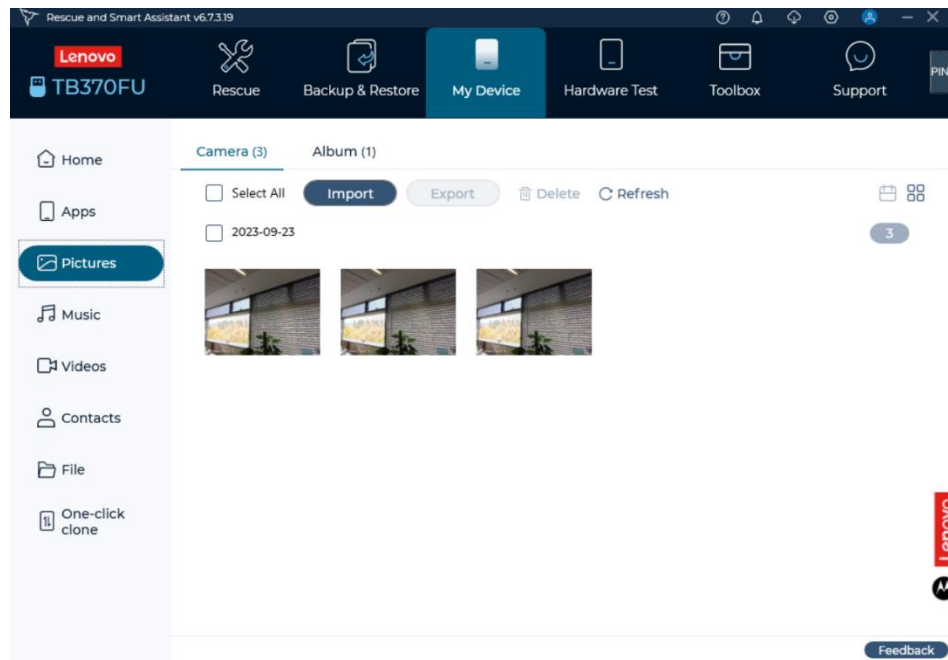 Rescue and Smart Assistant v6.7.3.19
Lenovo
TB370FU
Rescue
Backup & Restore
My Device
Hardware Test
Toolbox
Support
PIN
Home
Apps
Pictures
Music
Videos
Contacts
File
One-click
clone
Camera (3)
Album (1)
Select All
Import
Export
Delete
Refresh
2023-09-23
3
Lenovo
Feedback